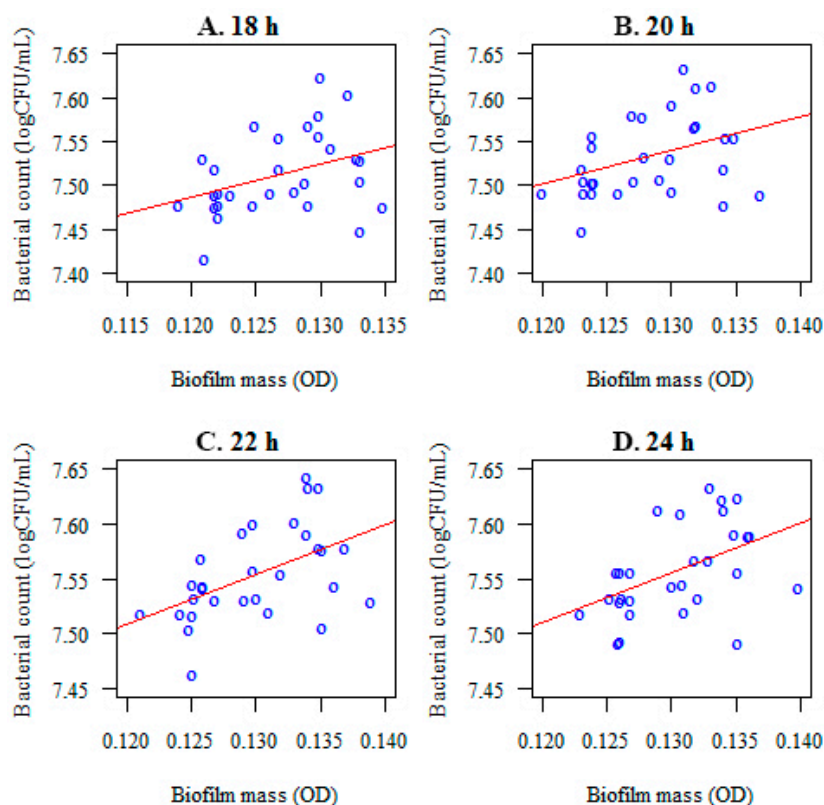 A. 18 h
Bacterial count (logCFU/mL)
7.65
7.60
7.55
7.50
7.45
7.40
0.115 0.120 0.125 0.130 0.135
Biofilm mass (OD)
B. 20 h
Bacterial count (logCFU/mL)
7.65
7.60
7.55
7.50
7.45
7.40
0.120 0.125 0.130 0.135 0.140
Biofilm mass (OD)
C. 22 h
Bacterial count (logCFU/mL)
7.65
7.60
7.55
7.50
7.45
0.120 0.125 0.130 0.135 0.140
Biofilm mass (OD)
D. 24 h
Bacterial count (logCFU/mL)
7.65
7.60
7.55
7.50
7.45
0.120 0.125 0.130 0.135 0.140
Biofilm mass (OD)